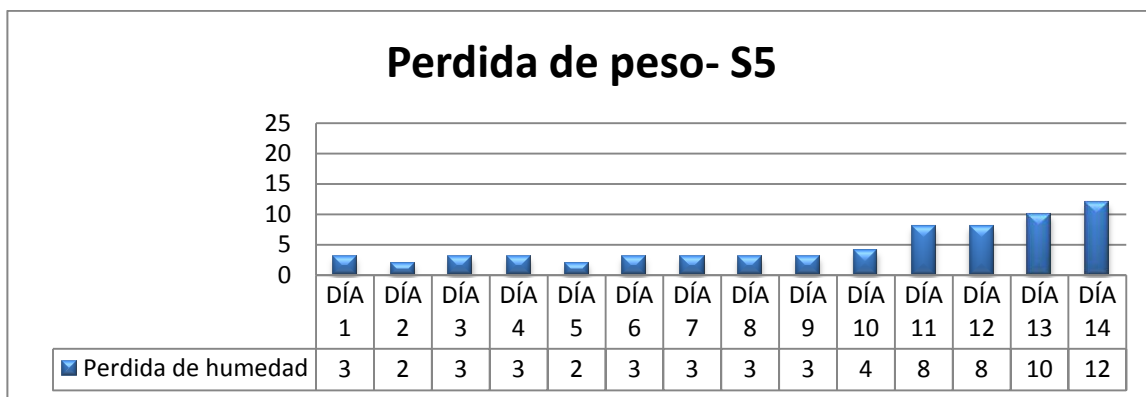 Perdida de peso- S5
25
20
15
10
5
0
DÍA 1 DÍA 2 DÍA 3 DÍA 4 DÍA 5 DÍA 6 DÍA 7 DÍA 8 DÍA 9 DÍA 10 DÍA 11 DÍA 12 DÍA 13 DÍA 14
Perdida de humedad 3 2 3 3 2 3 3 3 3 4 8 8 10 12